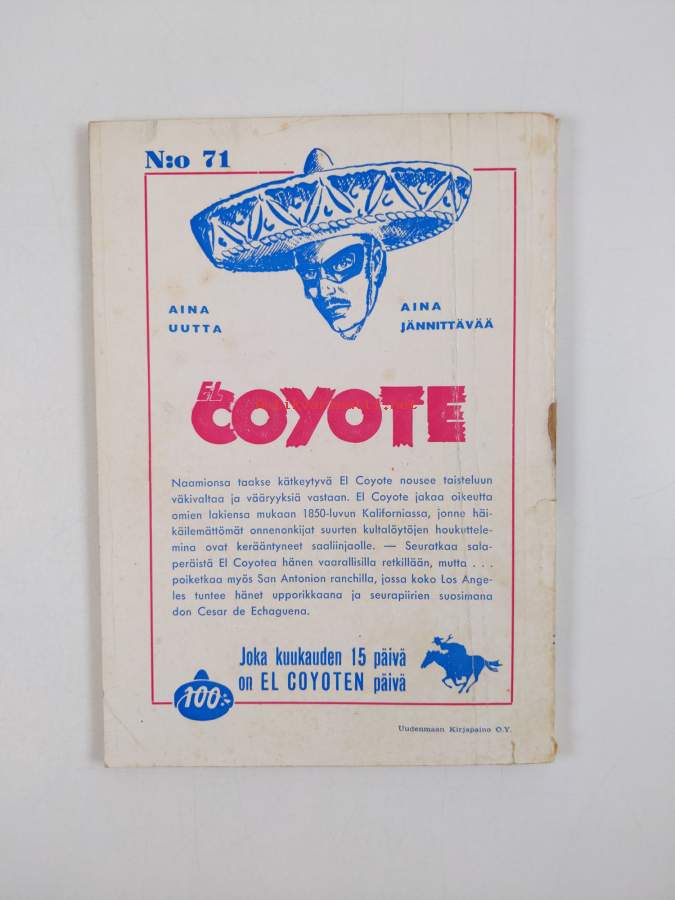 N:o 71
AINA
UUTTA
AINA
JÄNNITTÄVÄÄ
EL
COYOTE
Naamionsa taakse kätkeytyvä El Coyote nousee taisteluun
väkivaltaa ja vääryyksiä vastaan. El Coyote jakaa oikeutta
omien lakiensa mukaan 1850-luvun Kaliforniassa, jonne häi-
käilemättömät onnenonkijat suurten kultalöytöjen houkuttele-
mina ovat kerääntyneet saaliinjaolle. — Seuratkaa sala-
peräistä El Coyotea hänen vaarallisilla retkillään, mutta . . .
poiketkaa myös San Antonion ranchilla, jossa koko Los Ange-
les tuntee hänet upporikkaana ja seurapiirien suosimana
don Cesar de Echaguena.
Joka kuukauden 15 päivä
on EL COYOTEN päivä
100:
Uudenmaan Kirjapaino O.Y.